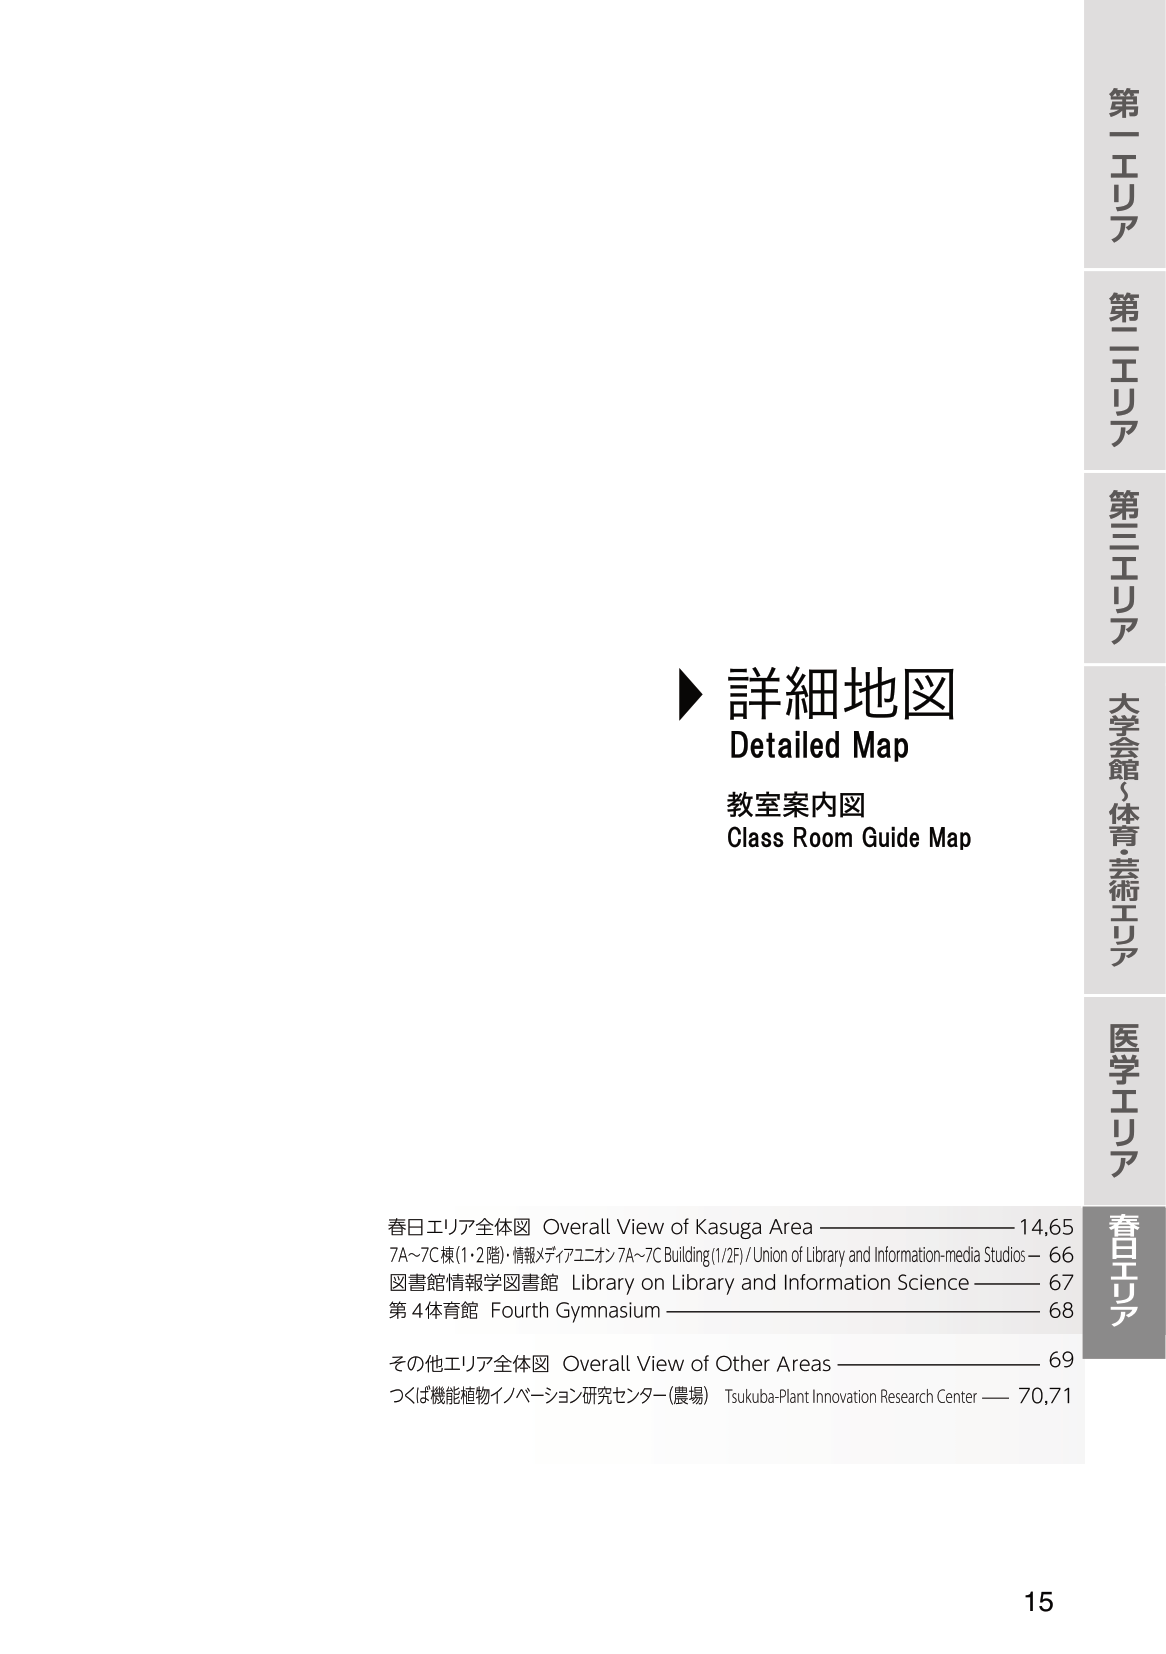 第一エリア
第二エリア
第三エリア
大学会館〜体育・芸術エリア
医学エリア
春日エリア
詳細地図
Detailed Map
教室案内図
Class Room Guide Map
春日エリア全体図 Overall View of Kasuga Area 14,65
7A〜7C棟(1・2階)・情報メディアユニオン 7A〜7C Building(1/2F)/Union of Library and Information-media Studios 66
図書館情報学図書館 Library on Library and Information Science 67
第4体育館 Fourth Gymnasium 68
その他エリア全体図 Overall View of Other Areas 69
つくば機能植物イノベーション研究センター(農場) Tsukuba-Plant Innovation Research Center 70,71
15